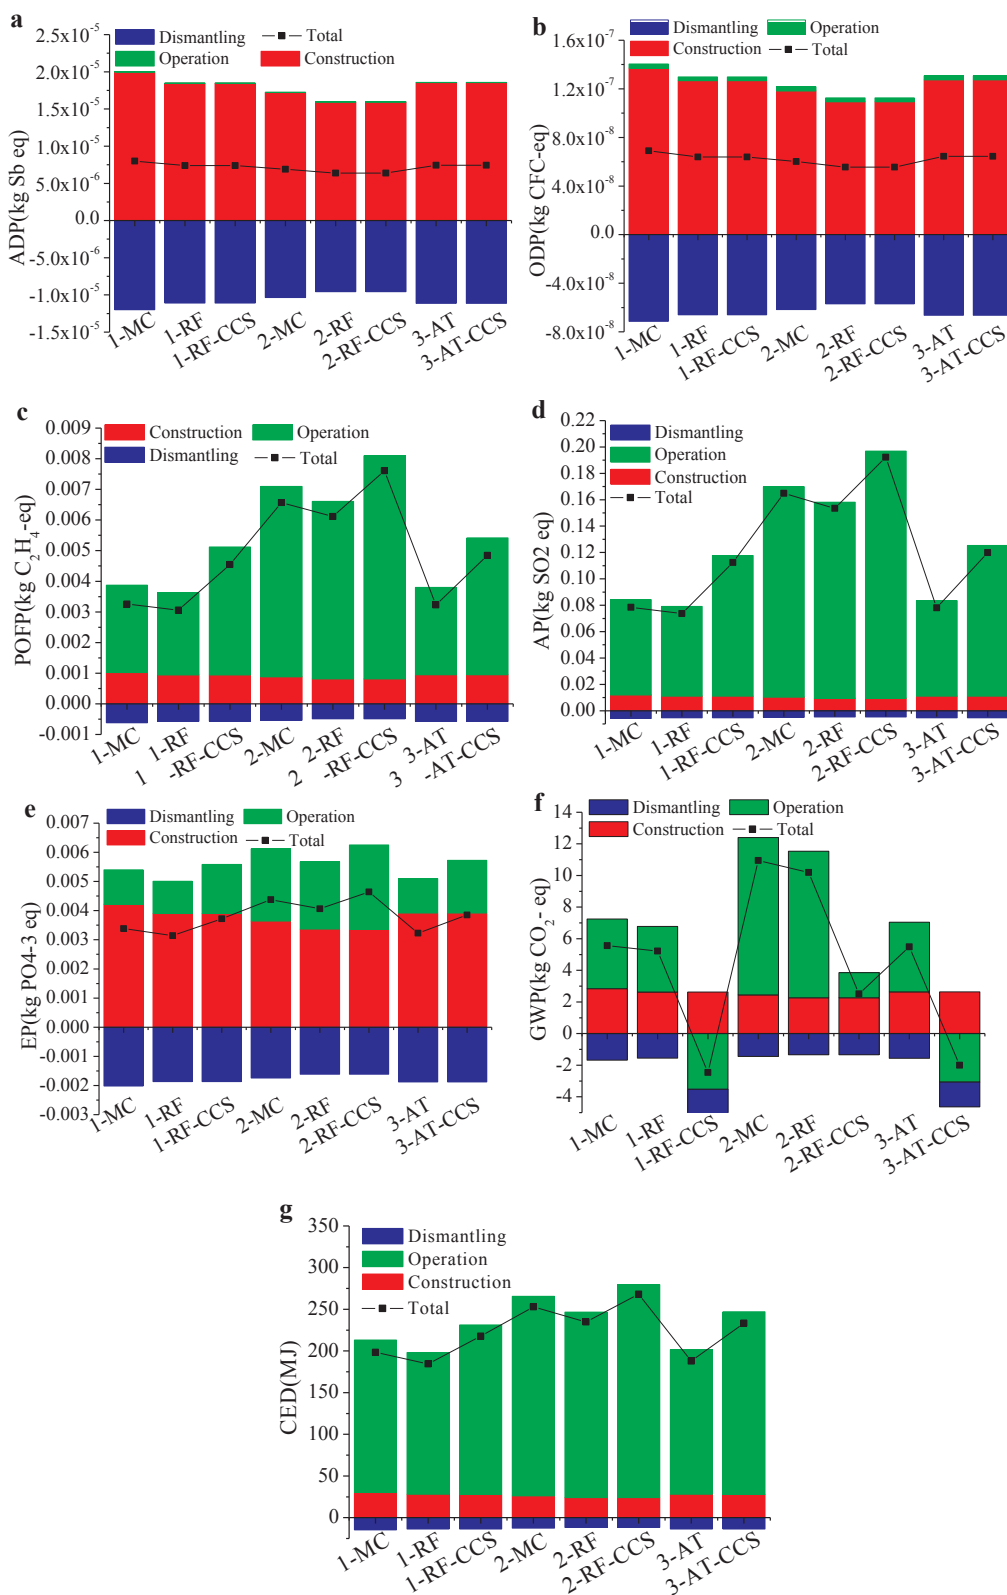 a
Dismantling
Total
Operation
Construction
ADP(kg Sb eq)
2.5x10⁻⁵
2.0x10⁻⁵
1.5x10⁻⁵
1.0x10⁻⁵
5.0x10⁻⁶
0.0
-5.0x10⁻⁶
-1.0x10⁻⁵
-1.5x10⁻⁵
1-MC
1-RF
1-RF-CCS
2-MC
2-RF
2-RF-CCS
3-AT
3-AT-CCS
b
Dismantling
Operation
Construction
Total
ODP(kg CFC-eq)
1.6x10⁻⁷
1.2x10⁻⁷
8.0x10⁻⁸
4.0x10⁻⁸
0.0
-4.0x10⁻⁸
-8.0x10⁻⁸
1-MC
1-RF
1-RF-CCS
2-MC
2-RF
2-RF-CCS
3-AT
3-AT-CCS
c
Construction
Operation
Dismantling
Total
POFP(kg C₂H₄-eq)
0.009
0.008
0.007
0.006
0.005
0.004
0.003
0.002
0.001
0.000
-0.001
1-MC
1-RF
1 -RF-CCS
2-MC
2-RF
2 -RF-CCS
3-AT
3 -AT-CCS
d
Dismantling
Operation
Construction
Total
AP(kg SO2 eq)
0.22
0.20
0.18
0.16
0.14
0.12
0.10
0.08
0.06
0.04
0.02
0.00
1-MC
1-RF
1-RF-CCS
2-MC
2-RF
2-RF-CCS
3-AT
3-AT-CCS
e
Dismantling
Operation
Construction
Total
EP(kg PO4-3 eq)
0.007
0.006
0.005
0.004
0.003
0.002
0.001
0.000
-0.001
-0.002
-0.003
1-MC
1-RF
1-RF-CCS
2-MC
2-RF
2-RF-CCS
3-AT
3-AT-CCS
f
Dismantling
Operation
Construction
Total
GWP(kg CO₂- eq)
14
12
10
8
6
4
2
0
-2
-4
1-MC
1-RF
1-RF-CCS
2-MC
2-RF
2-RF-CCS
3-AT
3-AT-CCS
g
Dismantling
Operation
Construction
Total
CED(MJ)
350
300
250
200
150
100
50
0
1-MC
1-RF
1-RF-CCS
2-MC
2-RF
2-RF-CCS
3-AT
3-AT-CCS